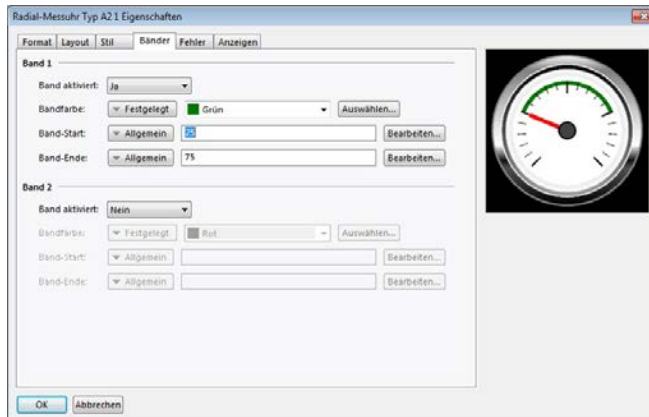 Radial-Messuhr Typ A2 1 Eigenschaften
Format Layout Stil Bänder Fehler Anzeigen
Band 1
Band aktiviert: Ja
Bandfarbe: Festgelegt Grün Auswählen...
Band-Start: Allgemein 25 Bearbeiten...
Band-Ende: Allgemein 75 Bearbeiten...
Band 2
Band aktiviert: Nein
Bandfarbe: Festgelegt Rot Auswählen...
Band-Start: Allgemein Bearbeiten...
Band-Ende: Allgemein Bearbeiten...
OK Abbrechen